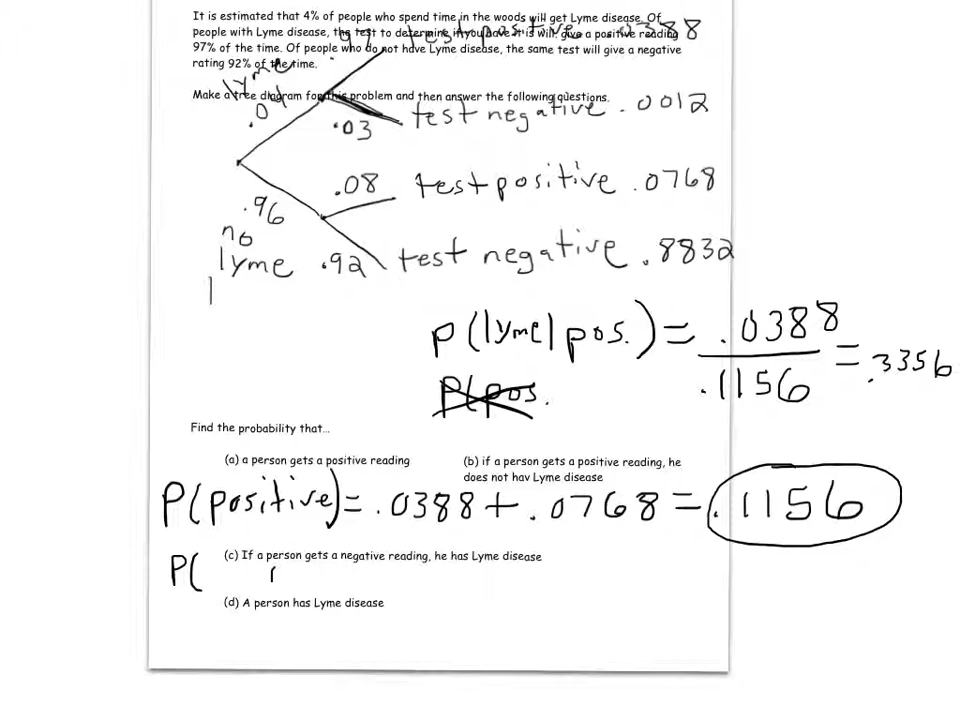 It is estimated that 4% of people who spend time in the woods will get Lyme disease. Of
people with Lyme disease, the test to determine if you have it is will give a positive reading
97% of the time. Of people who do not have Lyme disease, the same test will give a negative
rating 92% of the time.
.97 test positive .0388
lyme
Make a tree diagram for this problem and then answer the following questions.
.04
.03 test negative .0012
.08 test positive .0768
.96
no
lyme .92 test negative .8832
P(lyme|pos.) = .0388 / .1156 = .3356
P(pos.
Find the probability that...
(a) a person gets a positive reading
(b) if a person gets a positive reading, he
does not hav Lyme disease
P(positive) = .0388 + .0768 = .1156
(c) If a person gets a negative reading, he has Lyme disease
P(
(d) A person has Lyme disease